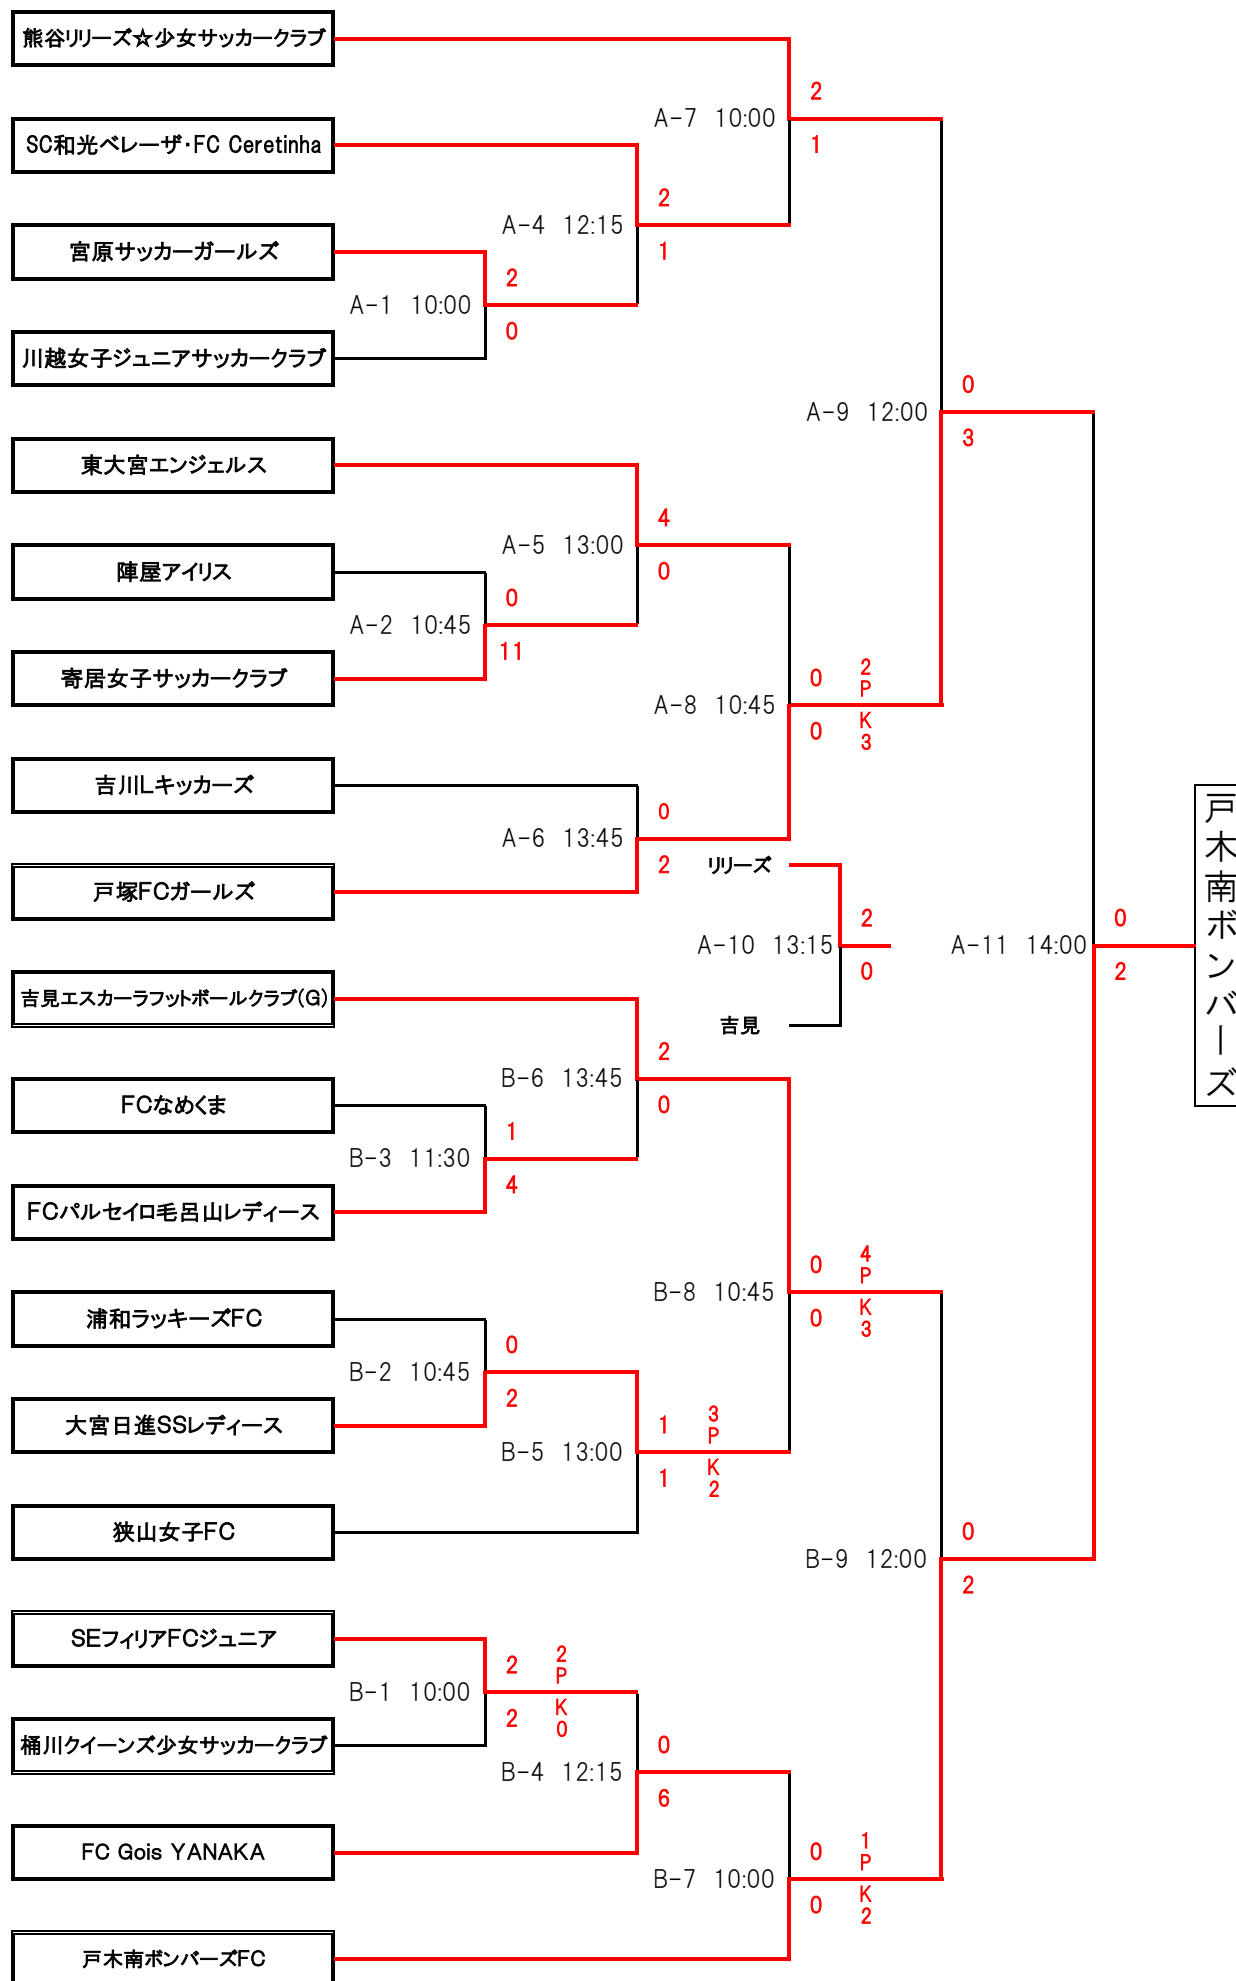 熊谷リリーズ☆少女サッカークラブ
2
A-7 10:00
SC和光ベレーザ・FC Ceretinha
1
2
A-4 12:15
宮原サッカーガールズ
1
2
A-1 10:00
0
川越女子ジュニアサッカークラブ
0
A-9 12:00
3
東大宮エンジェルス
4
A-5 13:00
陣屋アイリス
0
0
A-2 10:45
11
寄居女子サッカークラブ
0 2PK3
A-8 10:45
0
吉川Lキッカーズ
0
A-6 13:45
2
戸塚FCガールズ
リリーズ
2
A-10 13:15
0
吉見
0
A-11 14:00
2
戸木南ボンバーズ
吉見エスカーラフットボールクラブ(G)
2
B-6 13:45
0
FCなめくま
1
B-3 11:30
4
FCパルセイロ毛呂山レディース
0 4PK3
B-8 10:45
0
浦和ラッキーズFC
0
B-2 10:45
2
大宮日進SSレディース
1 3PK2
B-5 13:00
1
狭山女子FC
0
B-9 12:00
2
SEフィリアFCジュニア
2 2PK0
B-1 10:00
2
桶川クイーンズ少女サッカークラブ
0
B-4 12:15
6
FC Gois YANAKA
0 1PK2
B-7 10:00
0
戸木南ボンバーズFC